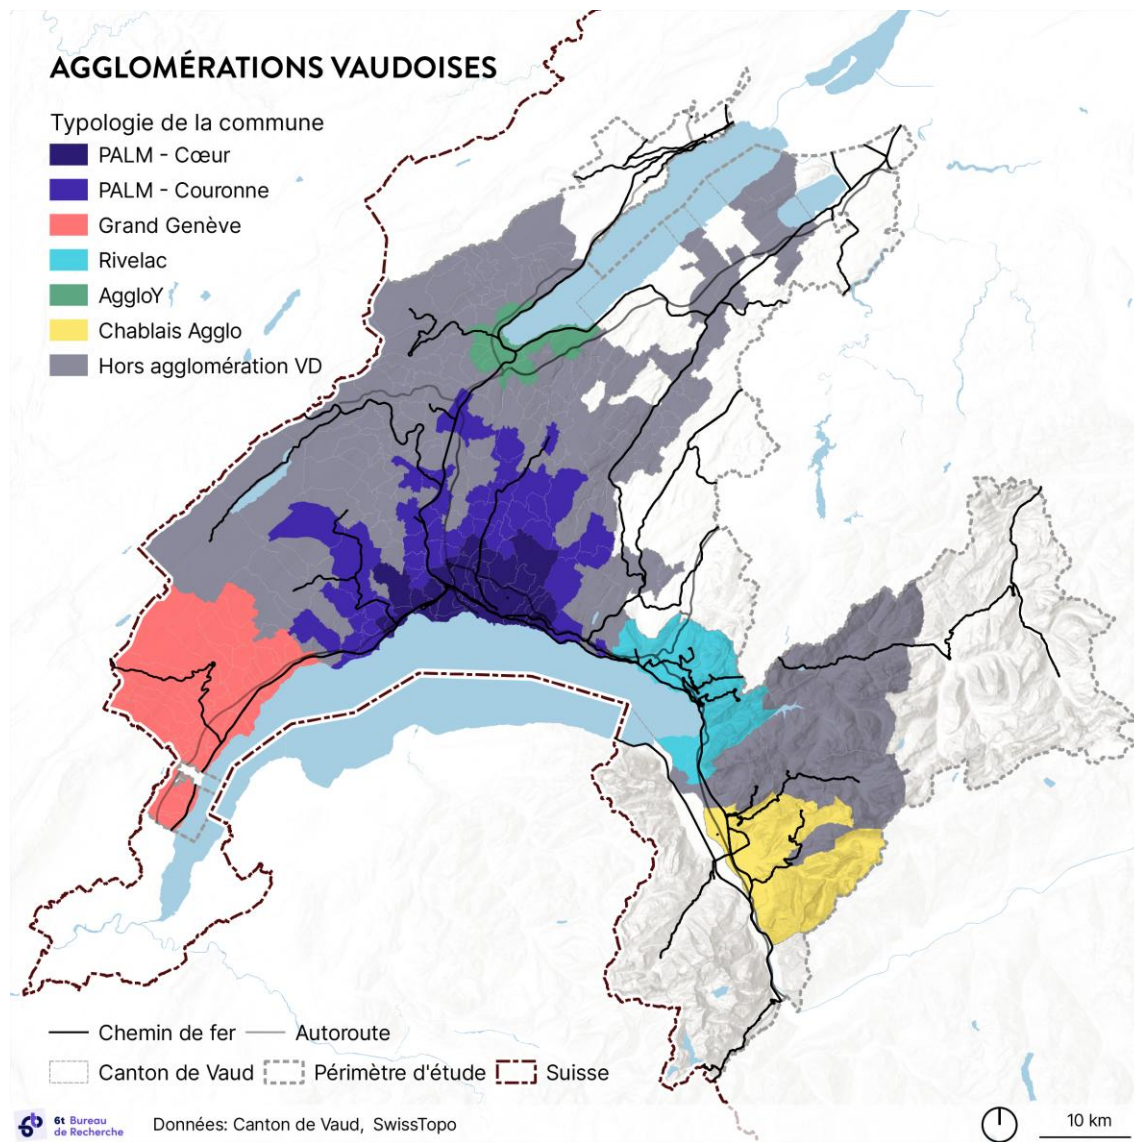 AGGLOMÉRATIONS VAUDOISES
Typologie de la commune
PALM - Cœur
PALM - Couronne
Grand Genève
Rivelac
AggloY
Chablais Agglo
Hors agglomération VD
Chemin de fer Autoroute
Canton de Vaud Périmètre d'étude Suisse
6t Bureau
de Recherche
Données: Canton de Vaud, SwissTopo
10 km